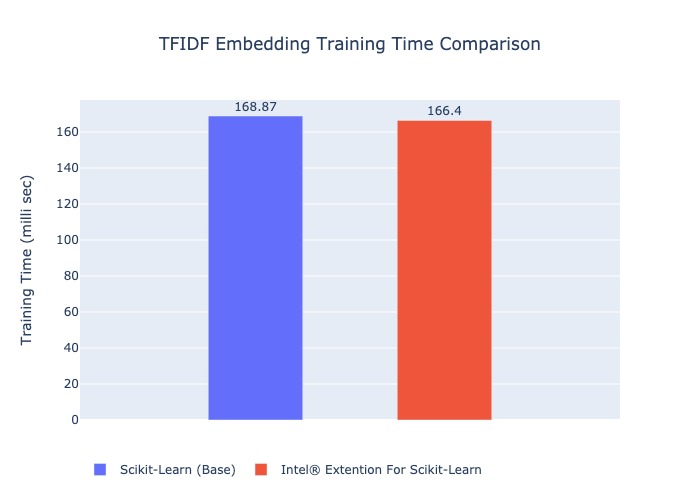 TFIDF Embedding Training Time Comparison
168.87
166.4
160
140
120
100
80
60
40
20
0
Training Time (milli sec)
Scikit-Learn (Base)
Intel® Extention For Scikit-Learn